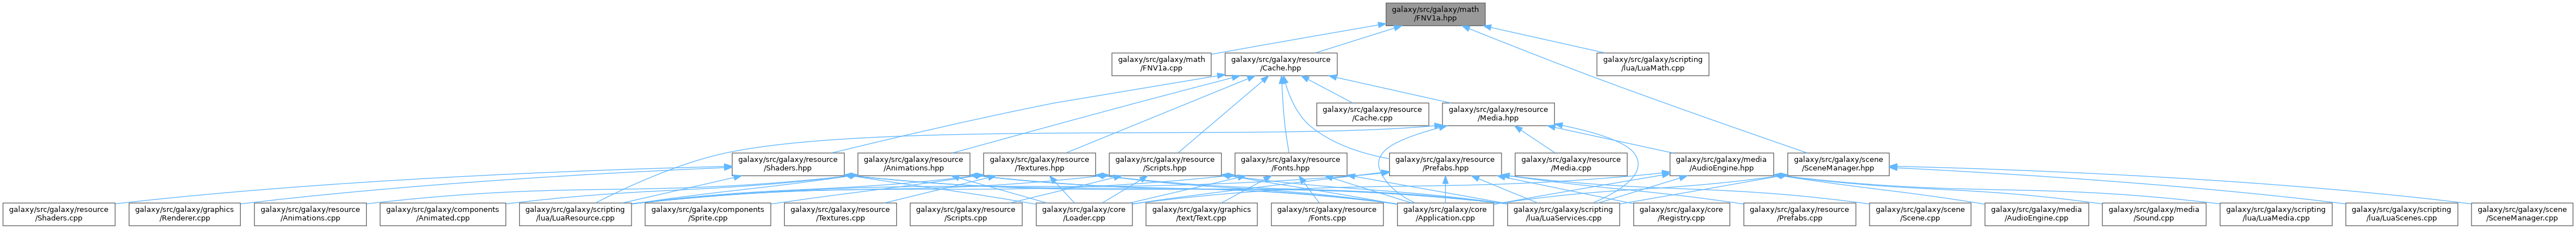 galaxy/src/galaxy/math
/FNV1a.hpp
galaxy/src/galaxy/math
/FNV1a.cpp
galaxy/src/galaxy/resource
/Cache.hpp
galaxy/src/galaxy/scripting
/lua/LuaMath.cpp
galaxy/src/galaxy/resource
/Cache.cpp
galaxy/src/galaxy/resource
/Media.hpp
galaxy/src/galaxy/resource
/Shaders.hpp
galaxy/src/galaxy/resource
/Animations.hpp
galaxy/src/galaxy/resource
/Textures.hpp
galaxy/src/galaxy/resource
/Scripts.hpp
galaxy/src/galaxy/resource
/Fonts.hpp
galaxy/src/galaxy/resource
/Prefabs.hpp
galaxy/src/galaxy/resource
/Media.cpp
galaxy/src/galaxy/media
/AudioEngine.hpp
galaxy/src/galaxy/scene
/SceneManager.hpp
galaxy/src/galaxy/resource
/Shaders.cpp
galaxy/src/galaxy/graphics
/Renderer.cpp
galaxy/src/galaxy/resource
/Animations.cpp
galaxy/src/galaxy/components
/Animated.cpp
galaxy/src/galaxy/scripting
/lua/LuaResource.cpp
galaxy/src/galaxy/components
/Sprite.cpp
galaxy/src/galaxy/resource
/Textures.cpp
galaxy/src/galaxy/resource
/Scripts.cpp
galaxy/src/galaxy/core
/Loader.cpp
galaxy/src/galaxy/graphics
/text/Text.cpp
galaxy/src/galaxy/resource
/Fonts.cpp
galaxy/src/galaxy/core
/Application.cpp
galaxy/src/galaxy/scripting
/lua/LuaServices.cpp
galaxy/src/galaxy/core
/Registry.cpp
galaxy/src/galaxy/resource
/Prefabs.cpp
galaxy/src/galaxy/scene
/Scene.cpp
galaxy/src/galaxy/media
/AudioEngine.cpp
galaxy/src/galaxy/media
/Sound.cpp
galaxy/src/galaxy/scripting
/lua/LuaMedia.cpp
galaxy/src/galaxy/scripting
/lua/LuaScenes.cpp
galaxy/src/galaxy/scene
/SceneManager.cpp